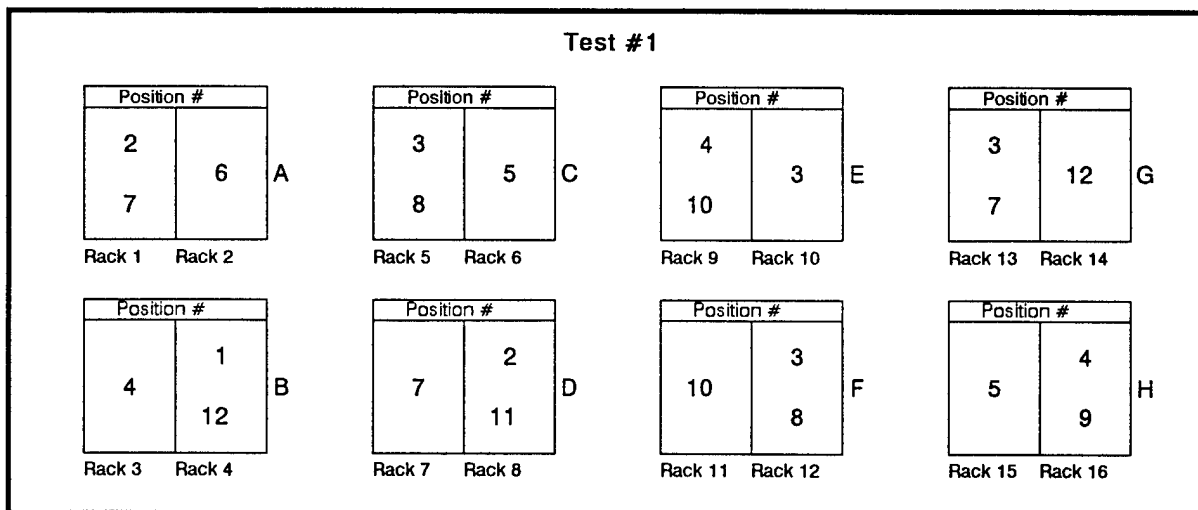 Test #1
Position # Position # Position # Position #
2 3 4 3
6 A 5 C 3 E 12 G
7 8 10 7
Rack 1 Rack 2 Rack 5 Rack 6 Rack 9 Rack 10 Rack 13 Rack 14
Position # Position # Position # Position #
1 2 3 4
4 B 7 D 10 F 5 H
12 11 8 9
Rack 3 Rack 4 Rack 7 Rack 8 Rack 11 Rack 12 Rack 15 Rack 16